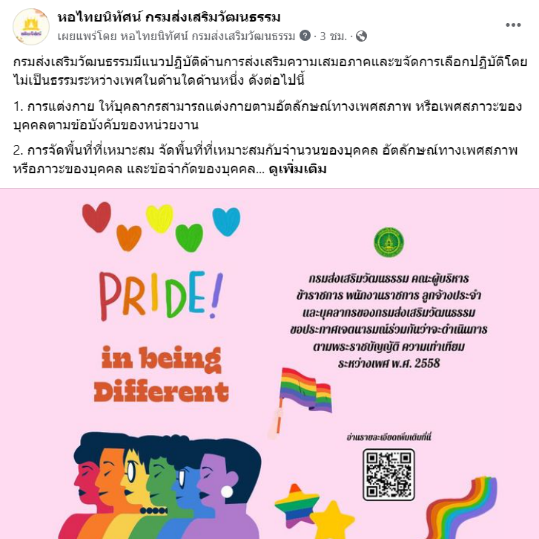 หอไทยนิทัศน์ กรมส่งเสริมวัฒนธรรม
เผยแพร่โดย หอไทยนิทัศน์ กรมส่งเสริมวัฒนธรรม · 3 ชม. ·
กรมส่งเสริมวัฒนธรรมมีแนวปฏิบัติด้านการส่งเสริมความเสมอภาคและขจัดการเลือกปฏิบัติโดย
ไม่เป็นธรรมระหว่างเพศในด้านใดด้านหนึ่ง ดังต่อไปนี้
1. การแต่งกาย ให้บุคลากรสามารถแต่งกายตามอัตลักษณ์ทางเพศสภาพ หรือเพศสภาวะของ
บุคคลตามข้อบังคับของหน่วยงาน
2. การจัดพื้นที่ที่เหมาะสม จัดพื้นที่ที่เหมาะสมกับจำนวนของบุคคล อัตลักษณ์ทางเพศสภาพ
หรือภาวะของบุคคล และข้อจำกัดของบุคคล... ดูเพิ่มเติม
PRIDE!
in being
Different
กรมส่งเสริมวัฒนธรรม คณะผู้บริหาร
ข้าราชการ พนักงานราชการ ลูกจ้างประจำ
และบุคลากรของกรมส่งเสริมวัฒนธรรม
ขอประกาศเจตนารมณ์ร่วมกันว่าจะดำเนินการ
ตามพระราชบัญญัติ ความเท่าเทียม
ระหว่างเพศ พ.ศ. 2558
อ่านรายละเอียดเพิ่มเติมที่นี่